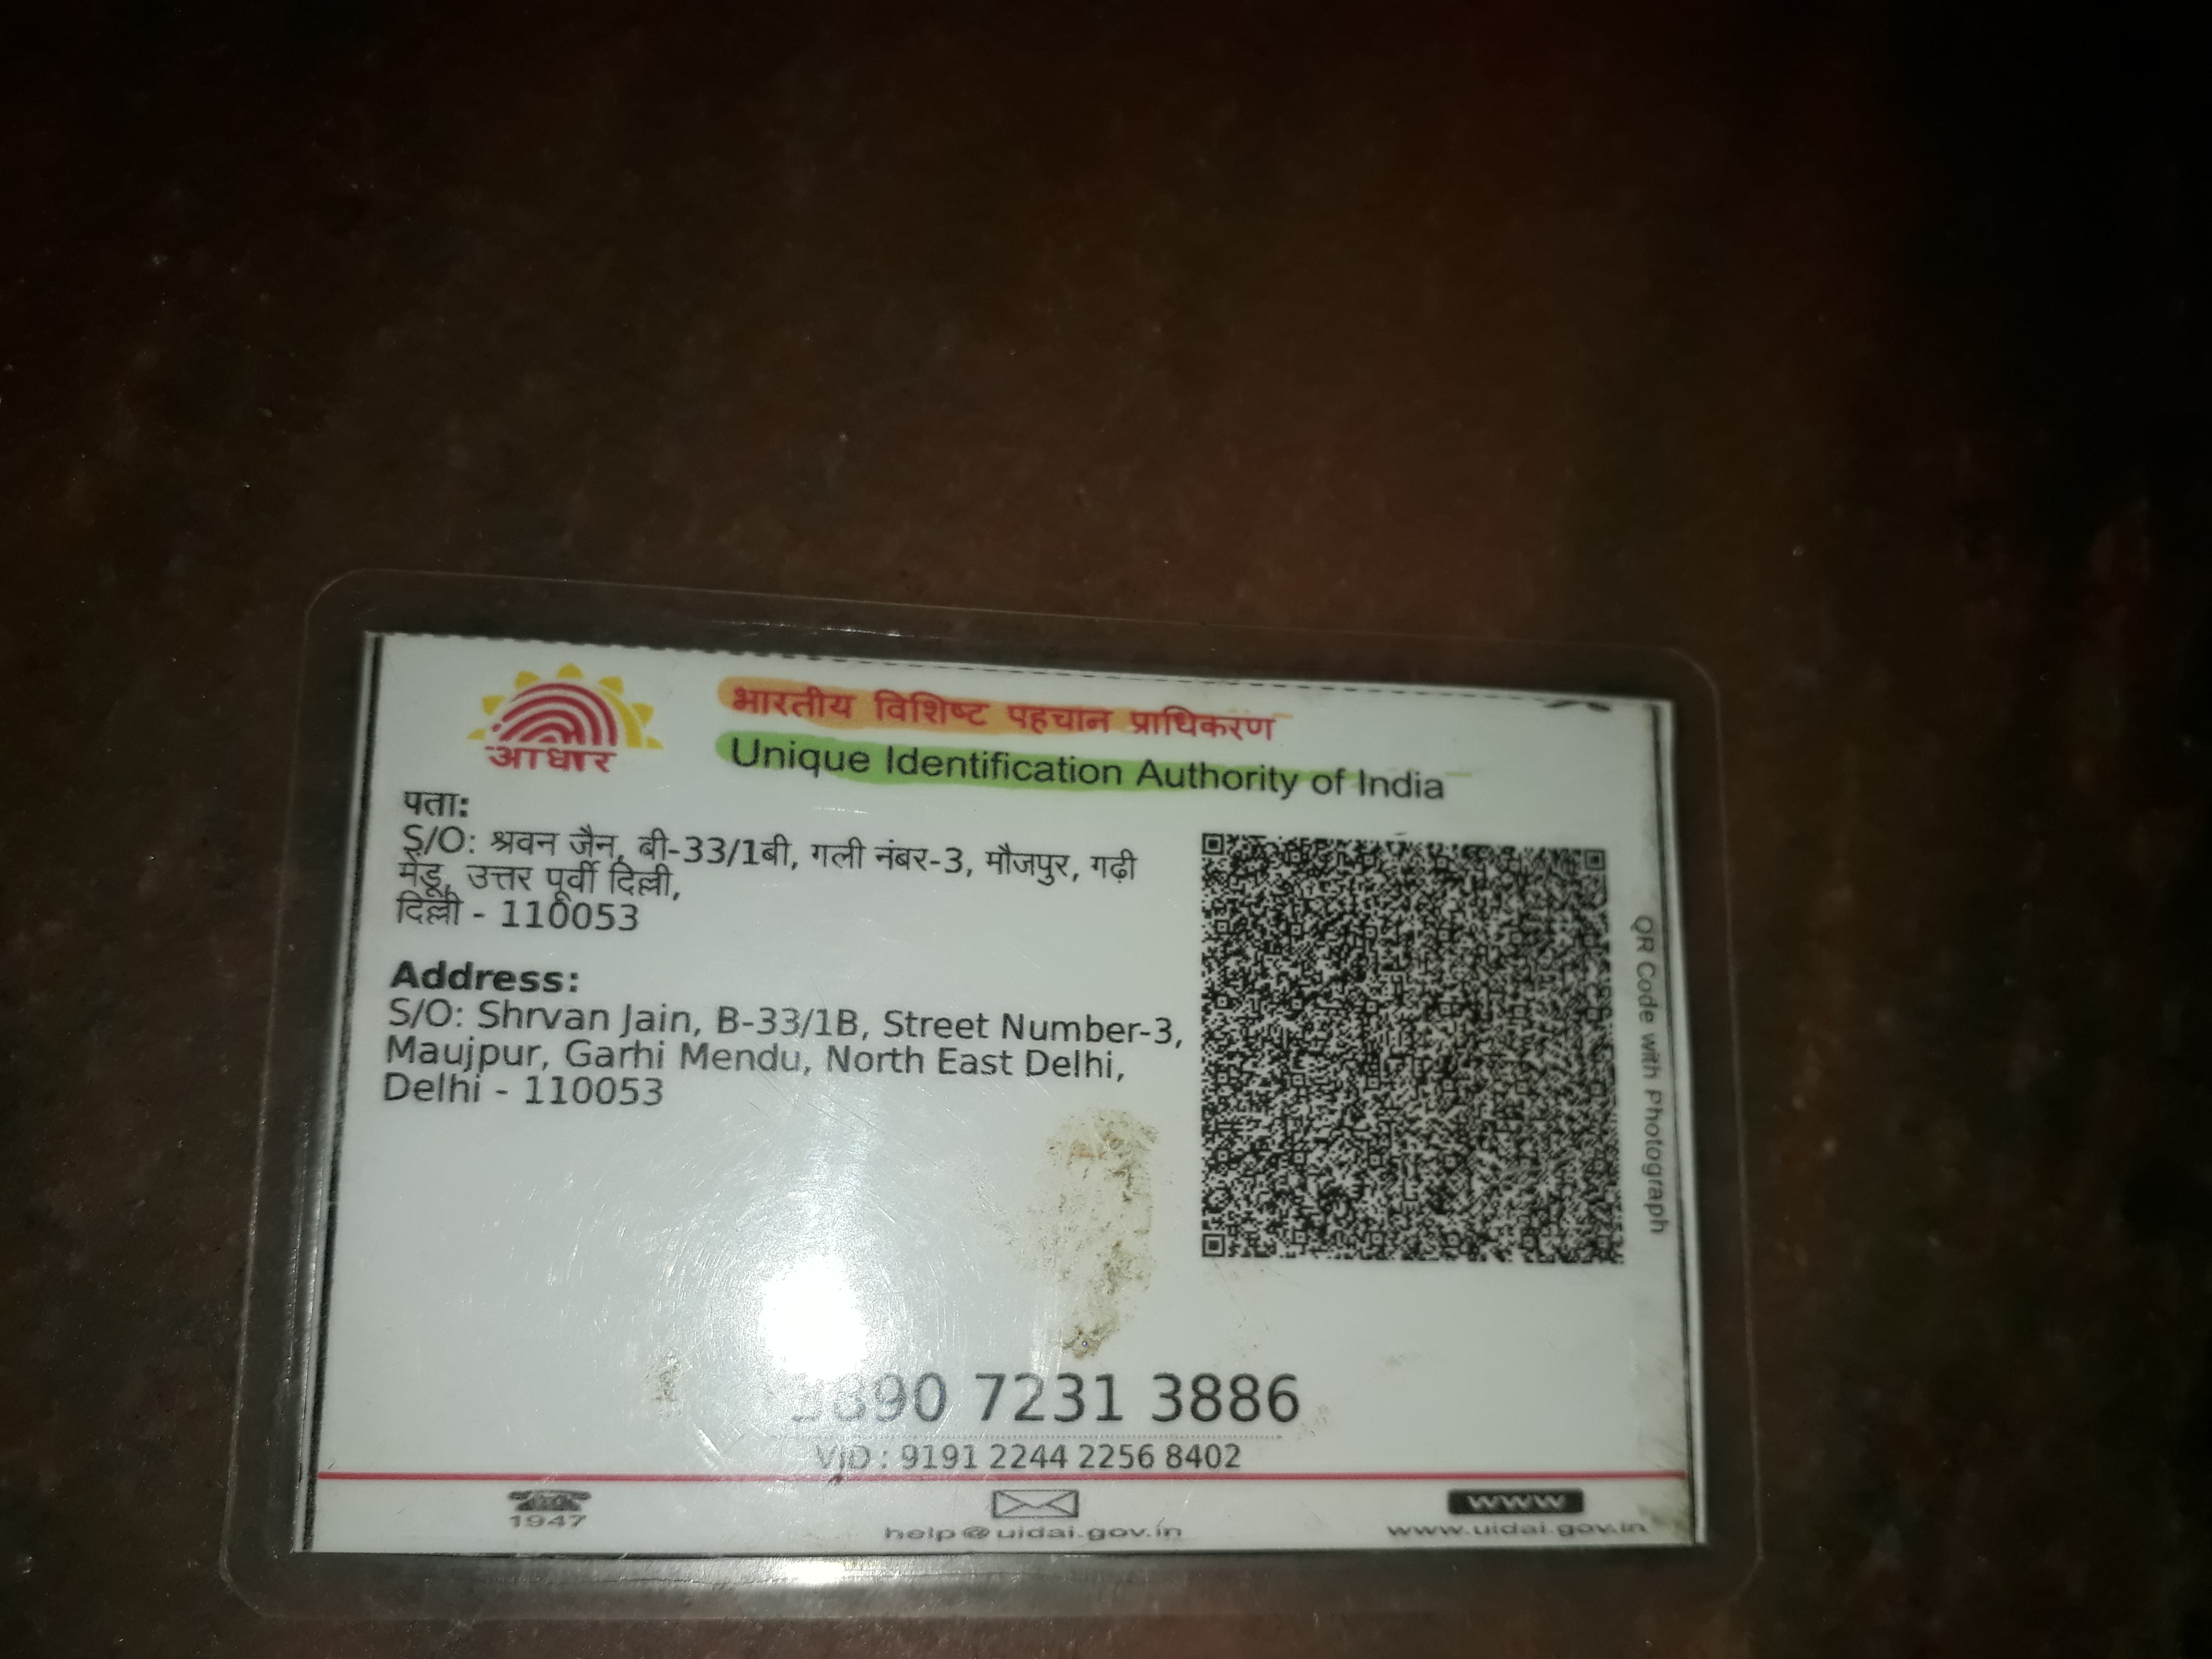 आधार
भारतीय विशिष्ट पहचान प्राधिकरण
Unique Identification Authority of India
पता:
S/O: श्रवन जैन, बी-33/1बी, गली नंबर-3, मौजपुर, गढ़ी
मेंडू, उत्तर पूर्वी दिल्ली,
दिल्ली - 110053
Address:
S/O: Shrvan Jain, B-33/1B, Street Number-3,
Maujpur, Garhi Mendu, North East Delhi,
Delhi - 110053
QR Code with Photograph
7231 3886
VID : 9191 2244 2256 8402
1947
help@uidai.gov.in
www
www.uidai.gov.in